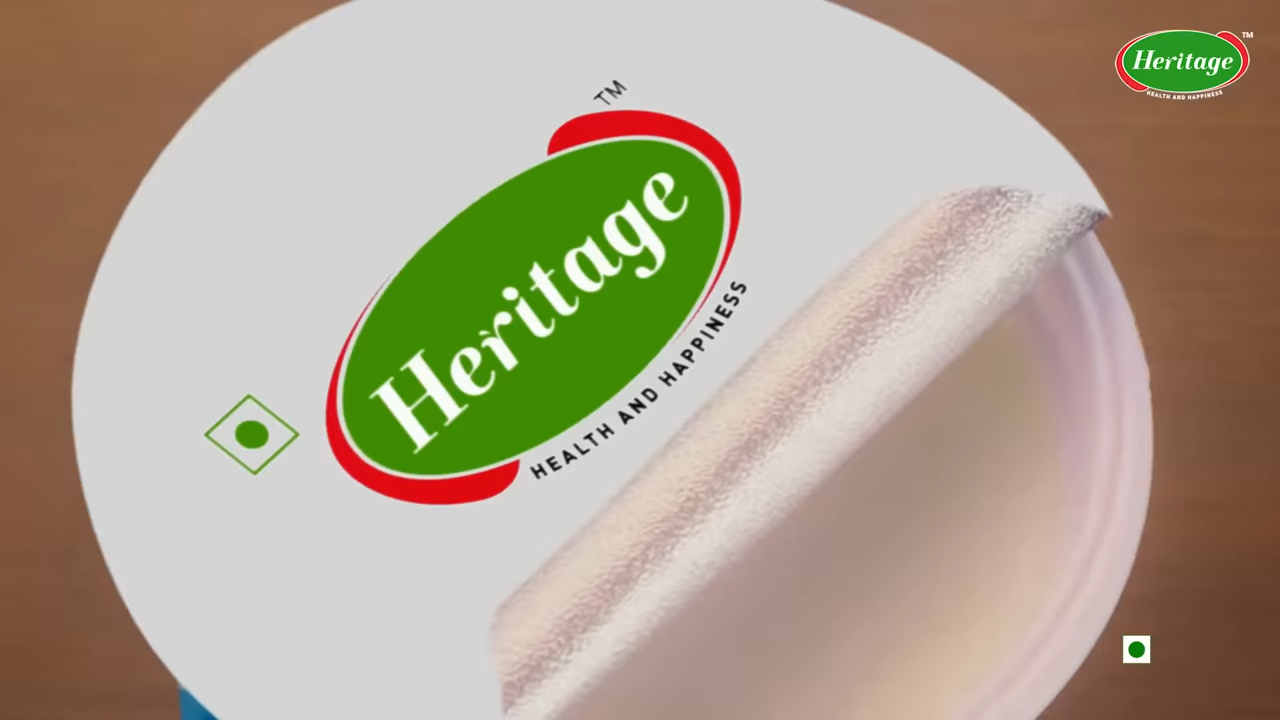 TM
Heritage
HEALTH AND HAPPINESS
Heritage
TM
HEALTH AND HAPPINESS